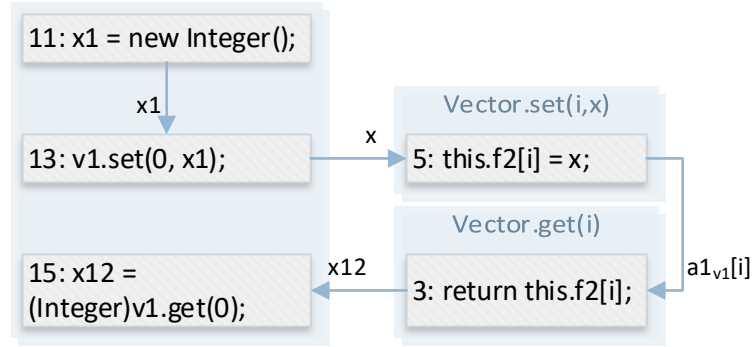 11: x1 = new Integer();
x1
13: v1.set(0, x1);
x
Vector.set(i,x)
5: this.f2[i] = x;
a1v1[i]
Vector.get(i)
3: return this.f2[i];
x12
15: x12 =
(Integer)v1.get(0);